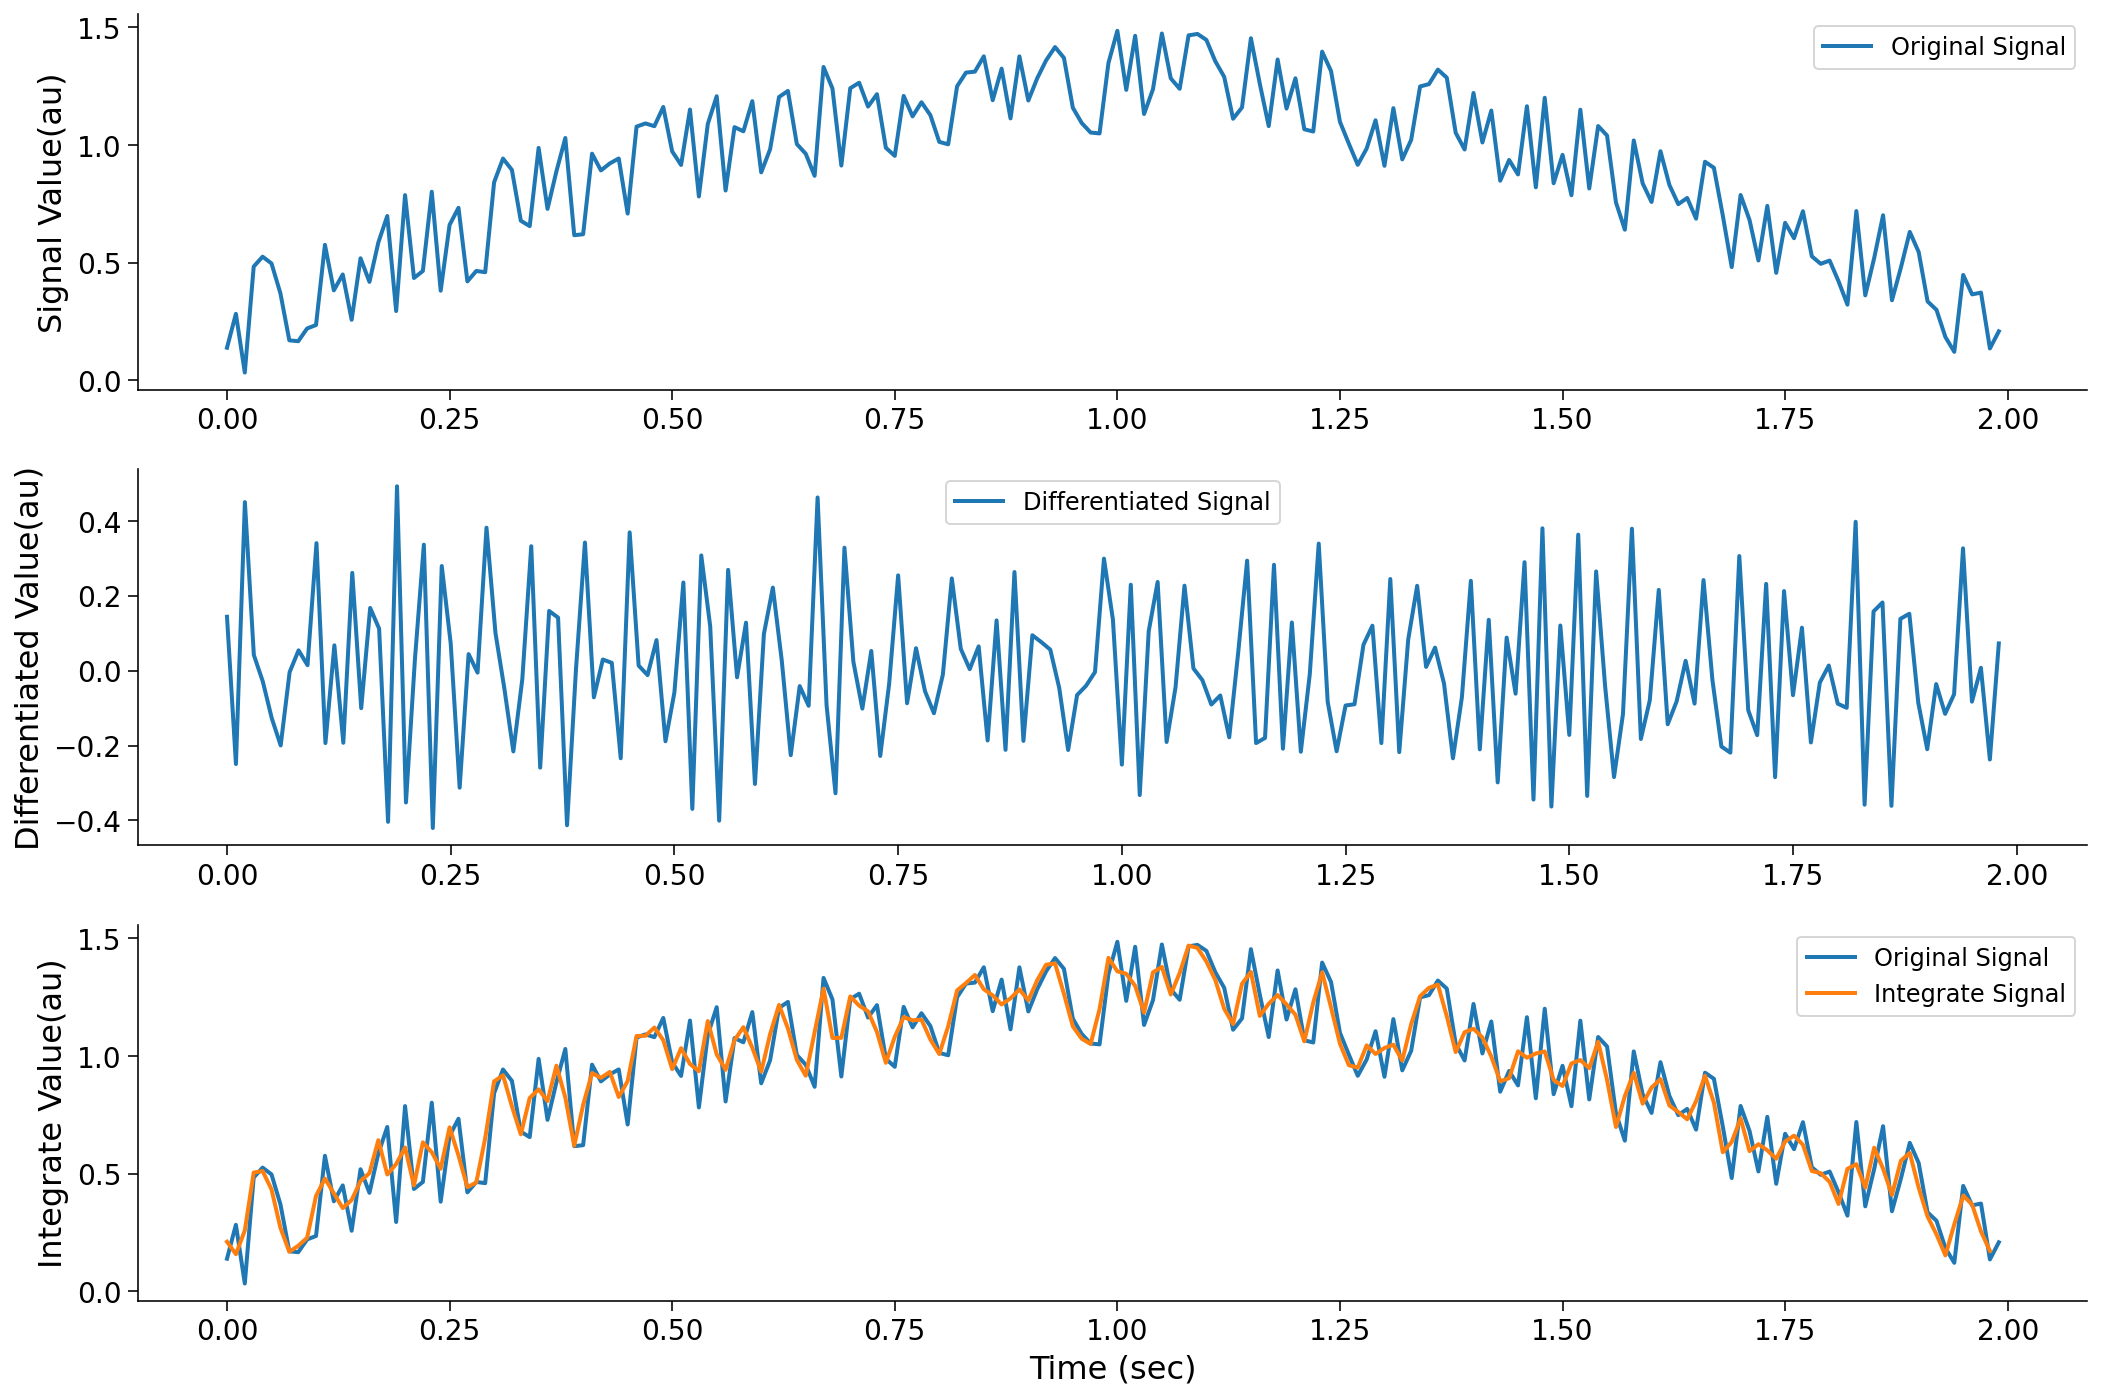 Signal Value(au)
1.5
1.0
0.5
0.0
Original Signal
0.00 0.25 0.50 0.75 1.00 1.25 1.50 1.75 2.00
Differentiated Value(au)
0.4
0.2
0.0
−0.2
−0.4
Differentiated Signal
0.00 0.25 0.50 0.75 1.00 1.25 1.50 1.75 2.00
Integrate Value(au)
1.5
1.0
0.5
0.0
Original Signal
Integrate Signal
0.00 0.25 0.50 0.75 1.00 1.25 1.50 1.75 2.00
Time (sec)